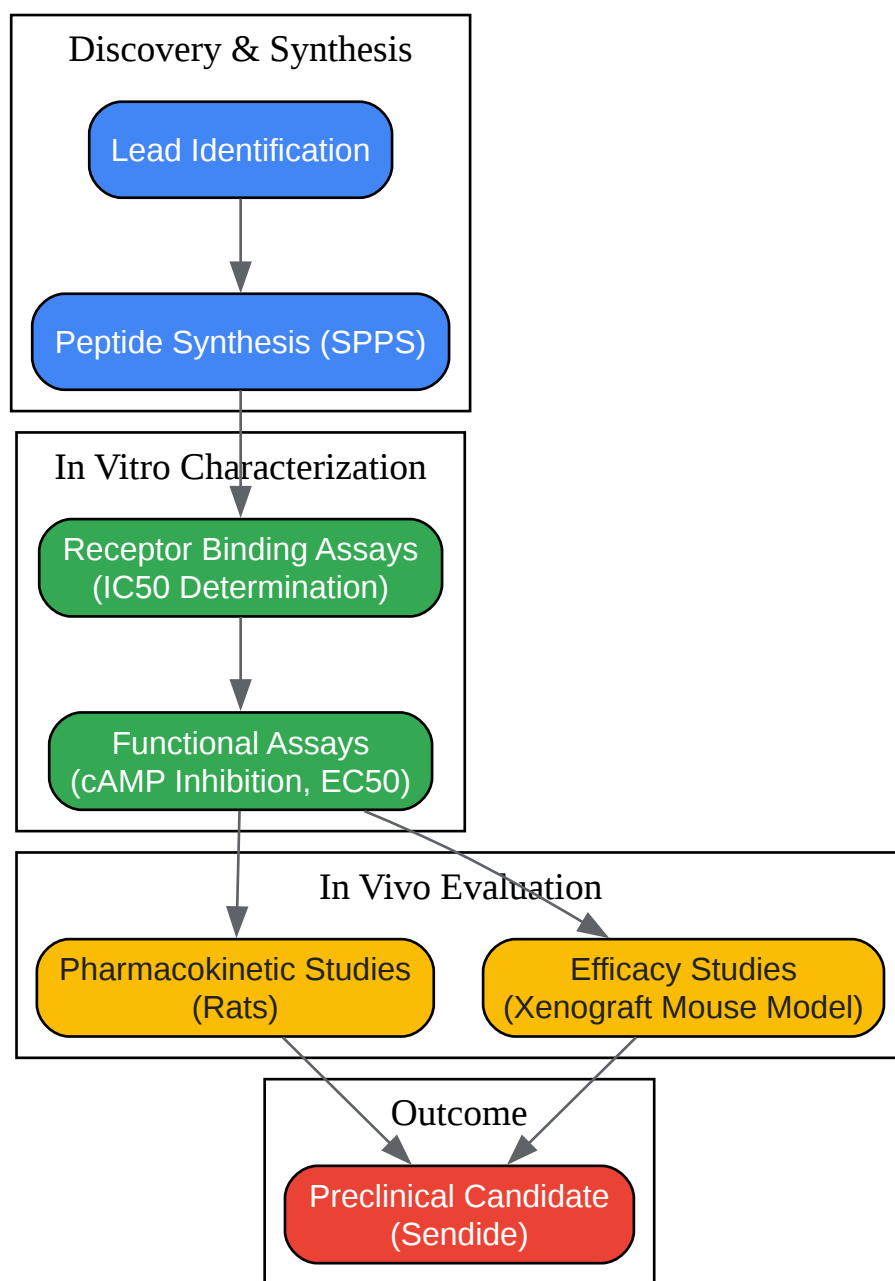 Discovery & Synthesis
Lead Identification
Peptide Synthesis (SPPS)
In Vitro Characterization
Receptor Binding Assays
(IC50 Determination)
Functional Assays
(cAMP Inhibition, EC50)
In Vivo Evaluation
Pharmacokinetic Studies
(Rats)
Efficacy Studies
(Xenograft Mouse Model)
Outcome
Preclinical Candidate
(Sendide)